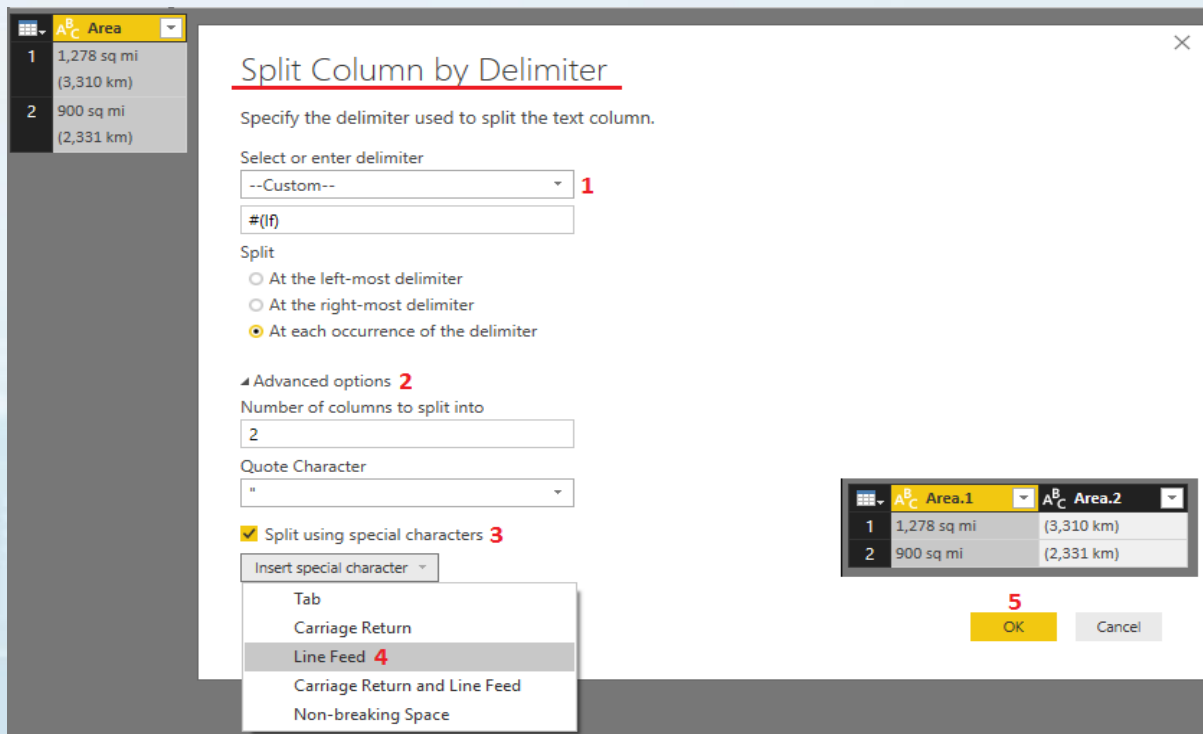 ABC Area
1 1,278 sq mi
(3,310 km)
2 900 sq mi
(2,331 km)
Split Column by Delimiter
Specify the delimiter used to split the text column.
Select or enter delimiter
--Custom-- 1
#(lf)
Split
At the left-most delimiter
At the right-most delimiter
At each occurrence of the delimiter
Advanced options 2
Number of columns to split into
2
Quote Character
"
Split using special characters 3
Insert special character
Tab
Carriage Return
Line Feed 4
Carriage Return and Line Feed
Non-breaking Space
ABC Area.1 ABC Area.2
1 1,278 sq mi (3,310 km)
2 900 sq mi (2,331 km)
5
OK Cancel